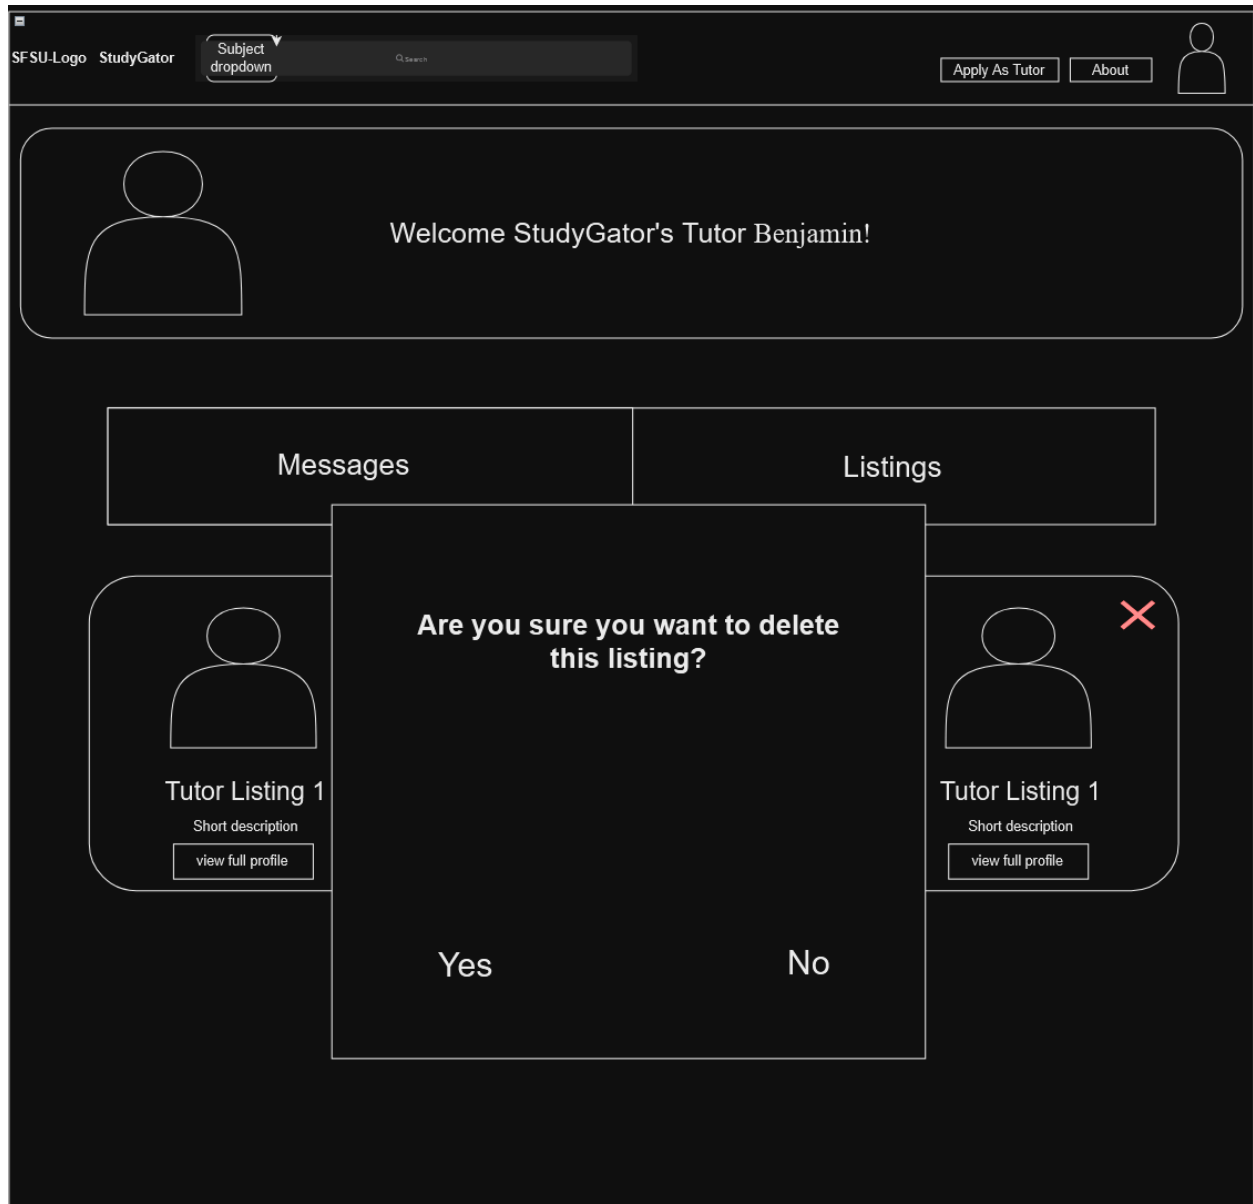 SFSU-Logo StudyGator
Subject
dropdown
Search
Apply As Tutor
About
Welcome StudyGator's Tutor Benjamin!
Messages
Listings
Are you sure you want to delete
this listing?
Yes
No
Tutor Listing 1
Short description
view full profile
Tutor Listing 1
Short description
view full profile